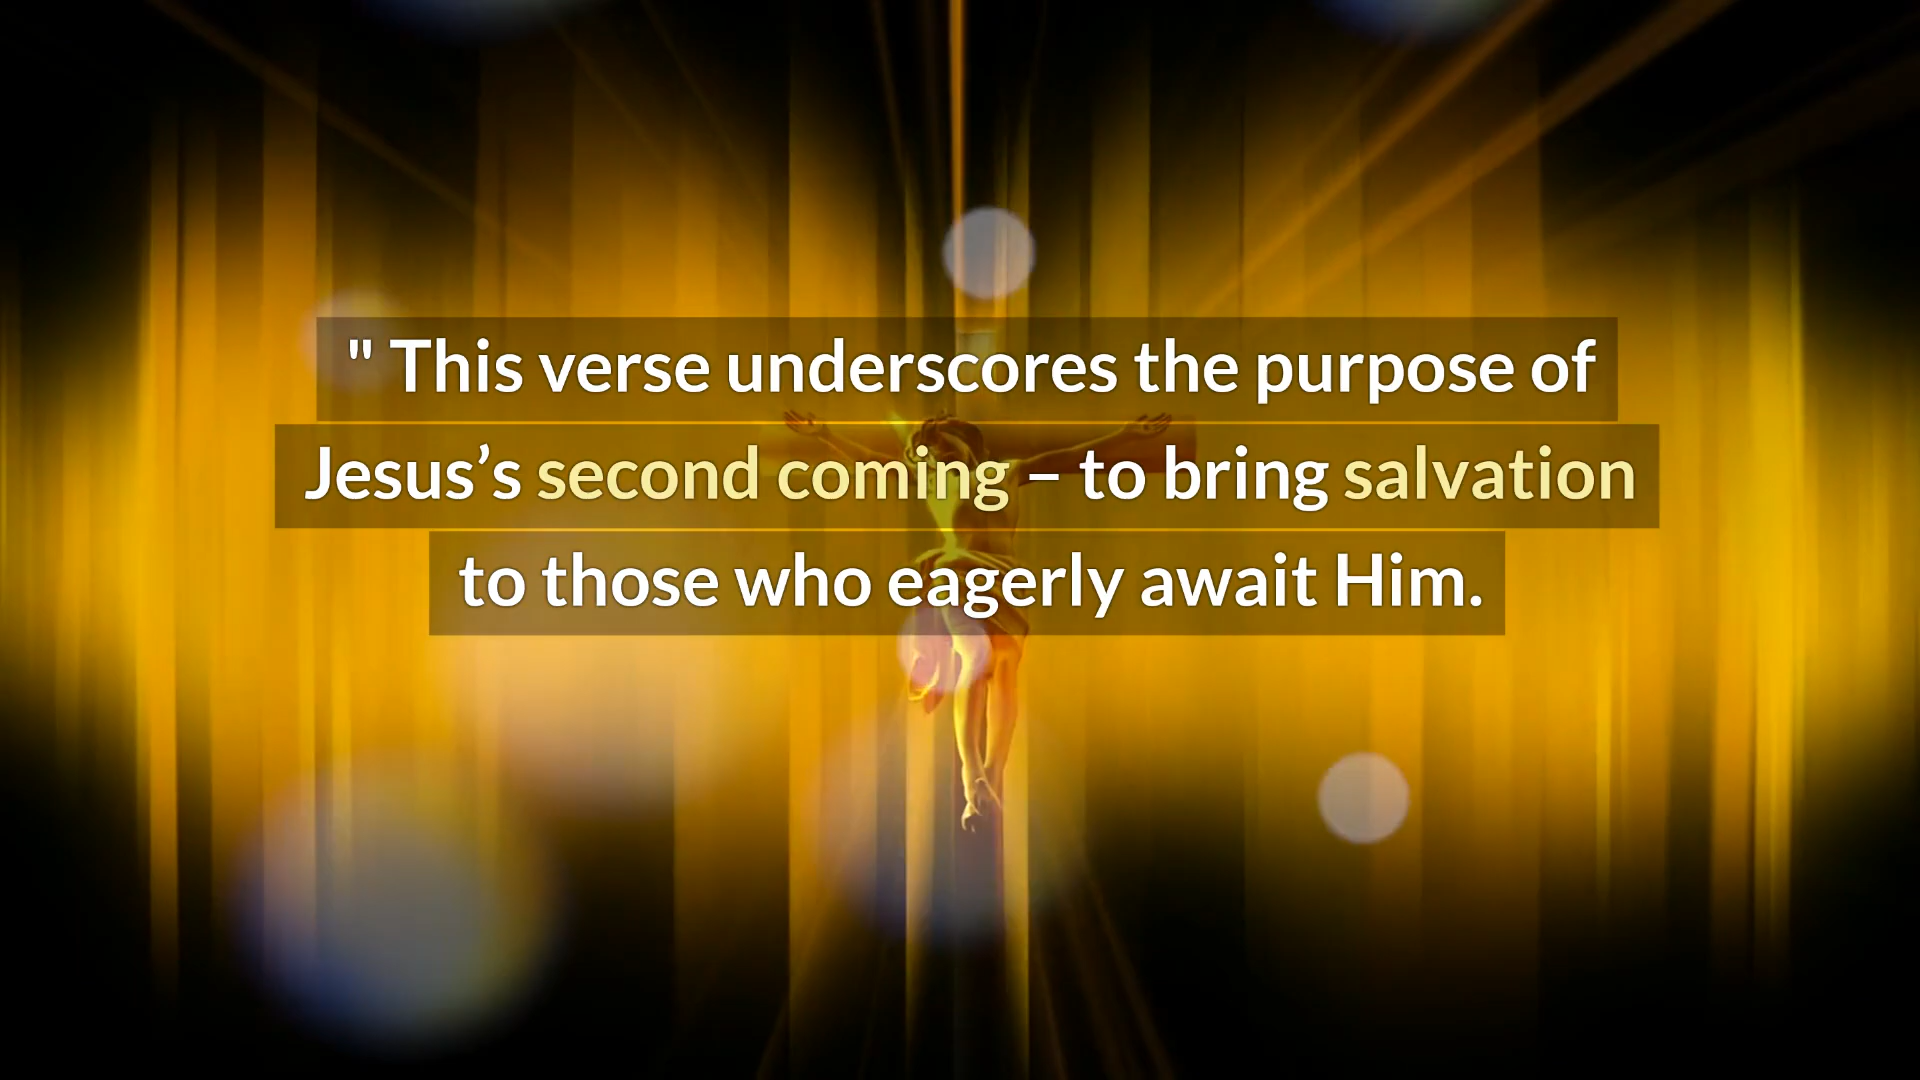 " This verse underscores the purpose of
Jesus’s second coming – to bring salvation
to those who eagerly await Him.